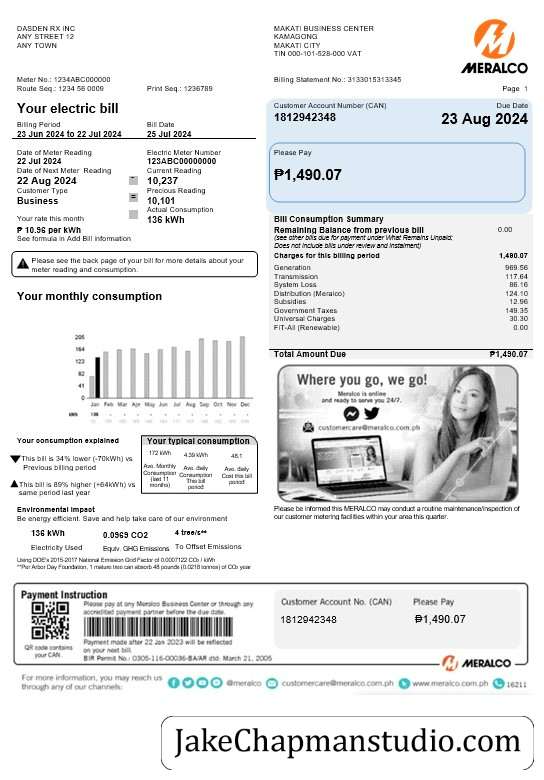 DASDEN RX INC
ANY STREET 12
ANY TOWN
MAKATI BUSINESS CENTER
KAMAGONG
MAKATI CITY
TIN 000-101-528-000 VAT
MERALCO
Meter No.: 1234ABC000000
Route Seq.: 1234 56 0009
Print Seq.: 1236789
Billing Statement No.: 3133015313345
Page 1
Your electric bill
Billing Period
Bill Date
23 Jun 2024 to 22 Jul 2024
25 Jul 2024
Customer Account Number (CAN)
Due Date
1812942348
23 Aug 2024
Please Pay
₱1,490.07
Date of Meter Reading
22 Jul 2024
Date of Next Meter Reading
22 Aug 2024
Customer Type
Business
Your rate this month
₱ 10.96 per kWh
See formula in Add Bill information
Electric Meter Number
123ABC00000000
Current Reading
10,237
Precious Reading
10,101
Actual Consumption
136 kWh
Please see the back page of your bill for more details about your
meter reading and consumption.
Bill Consumption Summary
Remaining Balance from previous bill 0.00
(see other bills due for payment under What Remains Unpaid;
Does not include bills under review and instalment)
Charges for this billing period 1,490.07
Generation 969.56
Transmission 117.64
System Loss 86.16
Distribution (Meralco) 124.10
Subsidies 12.96
Government Taxes 149.35
Universal Charges 30.30
FiT-All (Renewable) 0.00
Total Amount Due ₱1,490.07
Your monthly consumption
205
164
123
82
41
0
Jan Feb Mar Apr May Jun Jul Aug Sep Oct Nov Dec
kWh
Your consumption explained
This bill is 34% lower (-70kWh) vs
Previous billing period
This bill is 89% higher (+64kWh) vs
same period last year
Your typical consumption
172 kWh
Ave. Monthly
Consumption
(last 11
months)
4.39 kWh
Ave. daily
Consumption
This bill
period
48.1
Ave. daily
Cost this bill
period
Where you go, we go!
Meralco is online
and ready to serve you 24/7.
customercare@meralco.com.ph
Please be informed this MERALCO may conduct a routine maintenance/inspection of
our customer metering facilities within your area this quarter.
Environmental Impact
Be energy efficient. Save and help take care of our environment
136 kWh
Electricity Used
0.0969 CO2
Equiv. GHG Emissions
4 tree/s**
To Offset Emissions
Using DOE's 2015-2017 National Emission Grid Factor of 0.0007122 CO₂ / kWh
**Per Arbor Day Foundation, 1 mature tree can absorb 48 pounds (0.0218 tonnes) of CO₂ year
Payment Instruction
QR code contains
your CAN.
Please pay at any Meralco Business Center or through any
accredited payment partner before the due date.
Payment made after 22 Jan 2023 will be reflected
on your next bill.
BIR Permit No.: 0305-116-00036-BA/AR dtd: March 21, 2005
Customer Account No. (CAN)
Please Pay
1812942348
₱1,490.07
MERALCO
For more information, you may reach us
through any of our channels:
@meralco
customercare@meralco.com.ph
www.meralco.com.ph
16211
JakeChapmanstudio.com